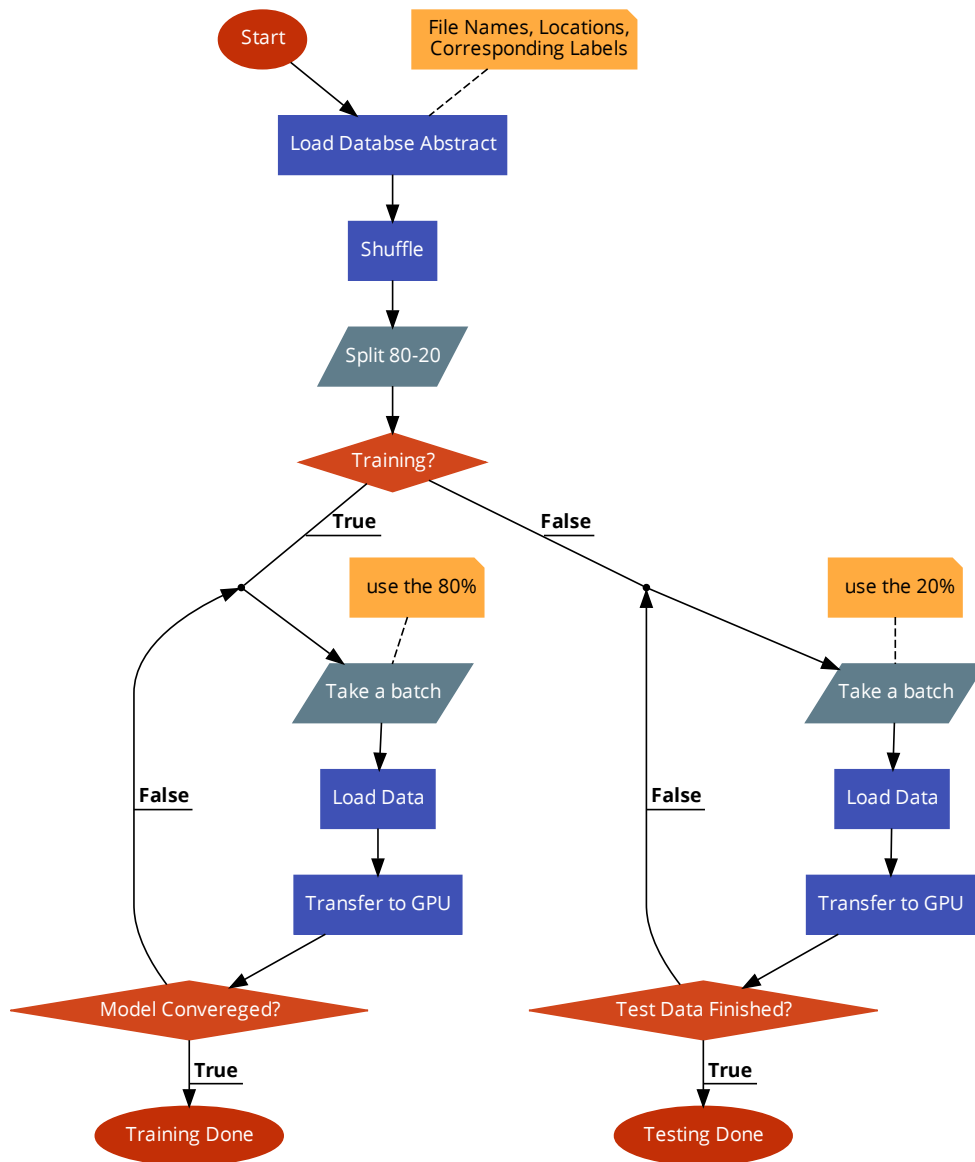 Start
File Names, Locations,
Corresponding Labels
Load Databse Abstract
Shuffle
Split 80-20
Training?
True
False
use the 80%
use the 20%
Take a batch
Take a batch
Load Data
Load Data
False
False
Transfer to GPU
Transfer to GPU
Model Convereged?
Test Data Finished?
True
True
Training Done
Testing Done